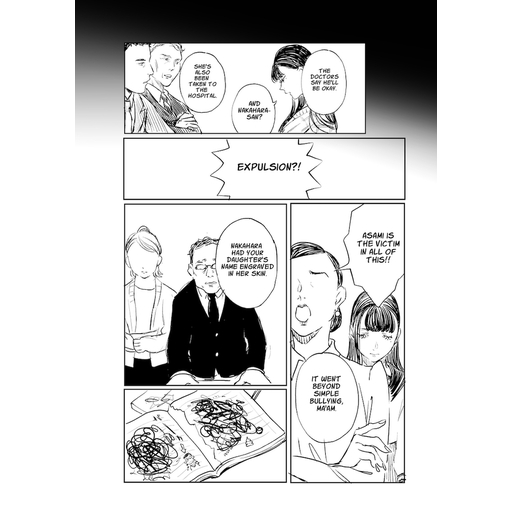 THE
DOCTORS
SAY HE'LL
BE OKAY.
AND
NAKAHARA-
SAN?
SHE'S
ALSO
BEEN
TAKEN
TO THE
HOSPITAL.
EXPULSION?!
ASAMI IS
THE VICTIM
IN ALL OF
THIS!!
IT WENT
BEYOND
SIMPLE
BULLYING,
MA'AM.
NAKAHARA
HAD YOUR
DAUGHTER'S
NAME ENGRAVED
IN HER SKIN.